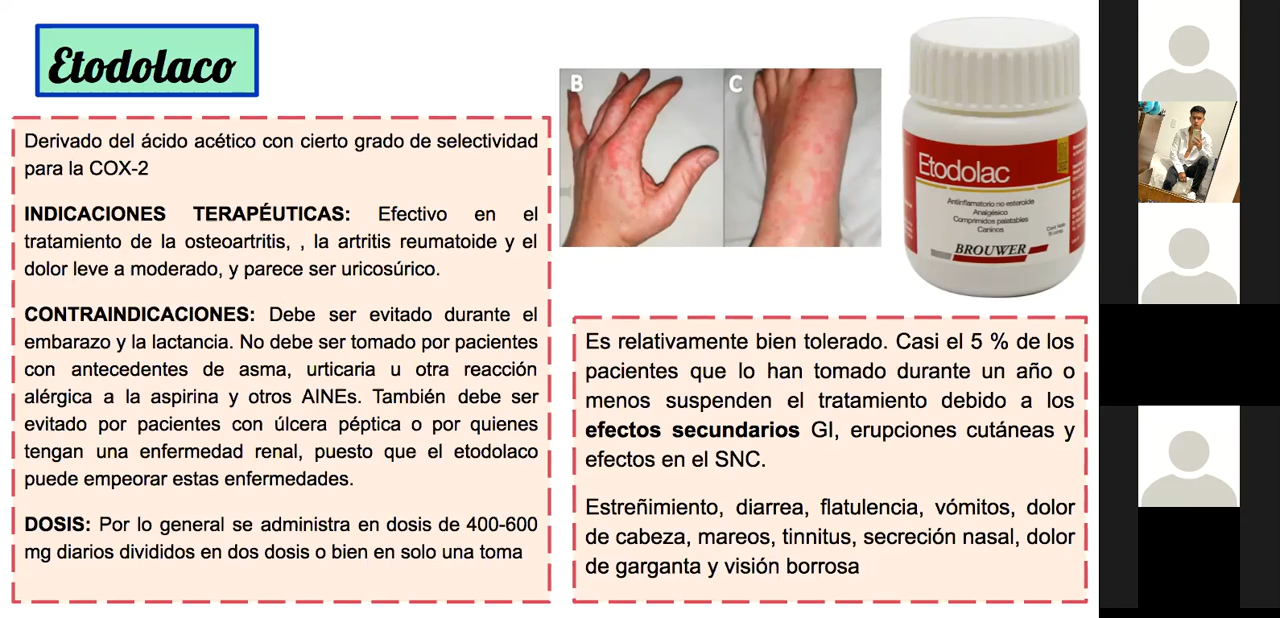 Etodolaco
Derivado del ácido acético con cierto grado de selectividad
para la COX-2
INDICACIONES TERAPÉUTICAS: Efectivo en el
tratamiento de la osteoartritis, , la artritis reumatoide y el
dolor leve a moderado, y parece ser uricosúrico.
CONTRAINDICACIONES: Debe ser evitado durante el
embarazo y la lactancia. No debe ser tomado por pacientes
con antecedentes de asma, urticaria u otra reacción
alérgica a la aspirina y otros AINEs. También debe ser
evitado por pacientes con úlcera péptica o por quienes
tengan una enfermedad renal, puesto que el etodolaco
puede empeorar estas enfermedades.
DOSIS: Por lo general se administra en dosis de 400-600
mg diarios divididos en dos dosis o bien en solo una toma
B
C
Etodolac
Antiinflamatorio no esteroide
Analgésico
Comprimidos palatables
Caninos
BROUWER
Es relativamente bien tolerado. Casi el 5 % de los
pacientes que lo han tomado durante un año o
menos suspenden el tratamiento debido a los
efectos secundarios GI, erupciones cutáneas y
efectos en el SNC.
Estreñimiento, diarrea, flatulencia, vómitos, dolor
de cabeza, mareos, tinnitus, secreción nasal, dolor
de garganta y visión borrosa